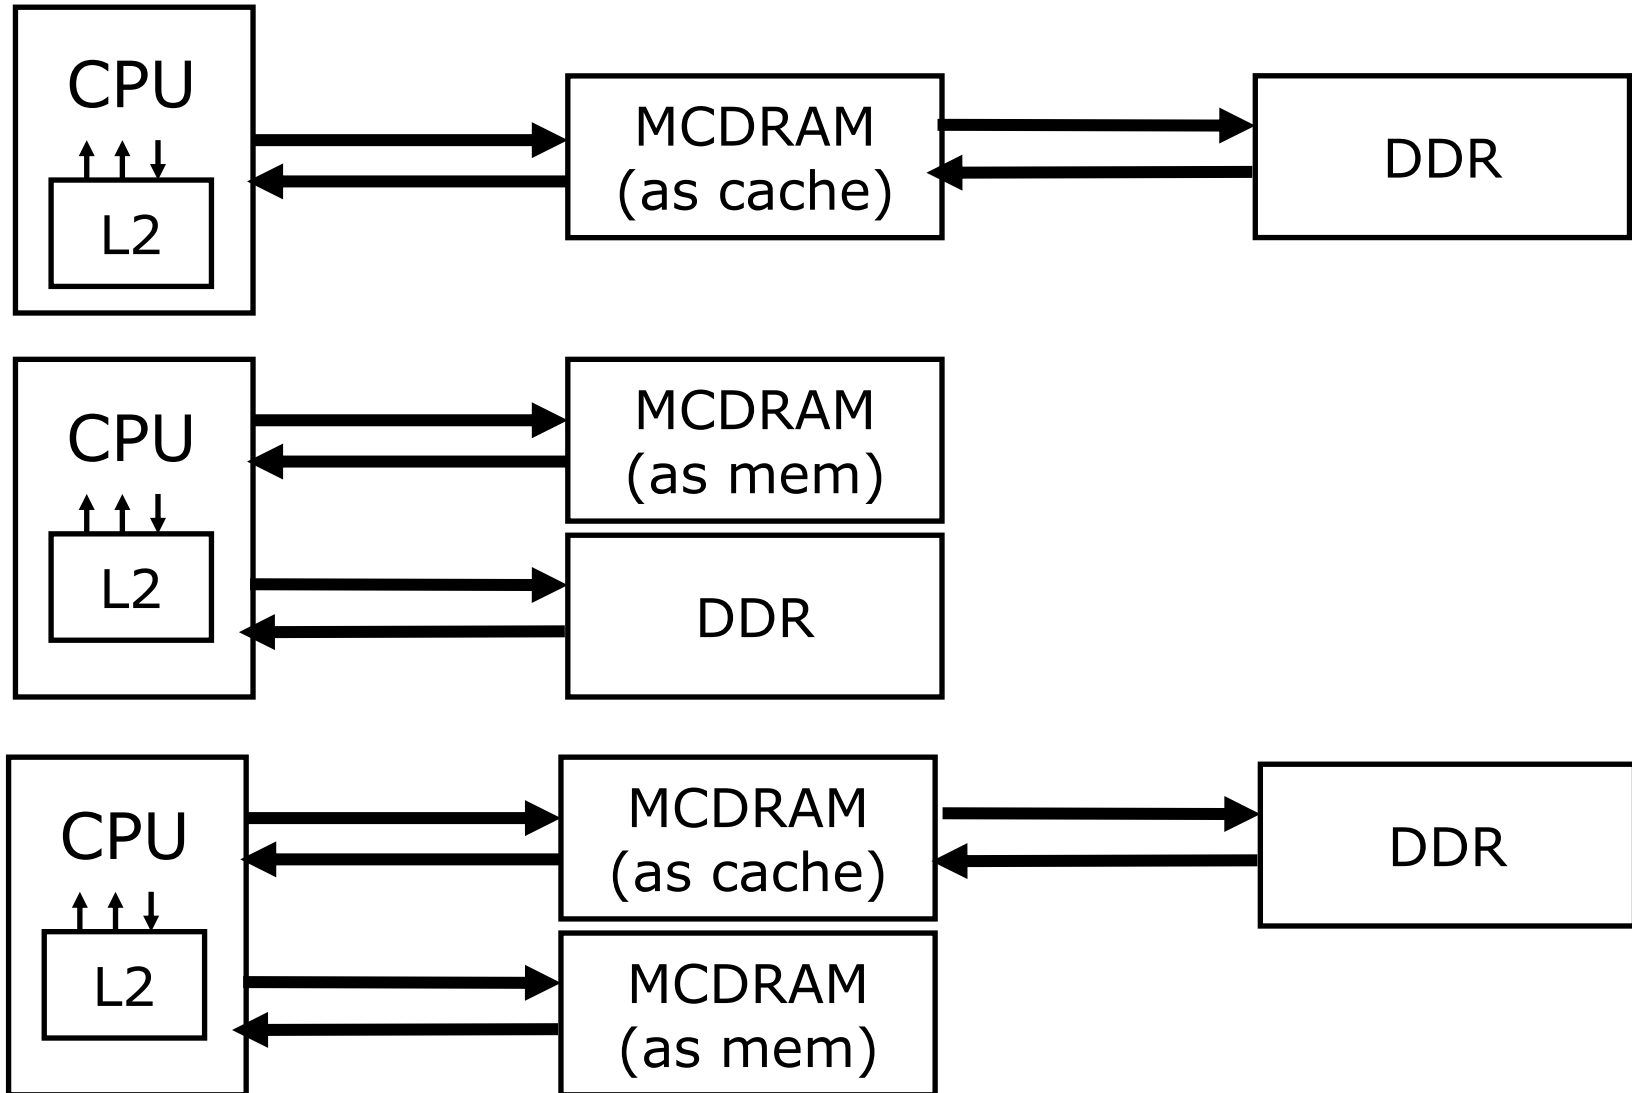 CPU
L2
MCDRAM
(as cache)
DDR
CPU
L2
MCDRAM
(as mem)
DDR
CPU
L2
MCDRAM
(as cache)
DDR
MCDRAM
(as mem)